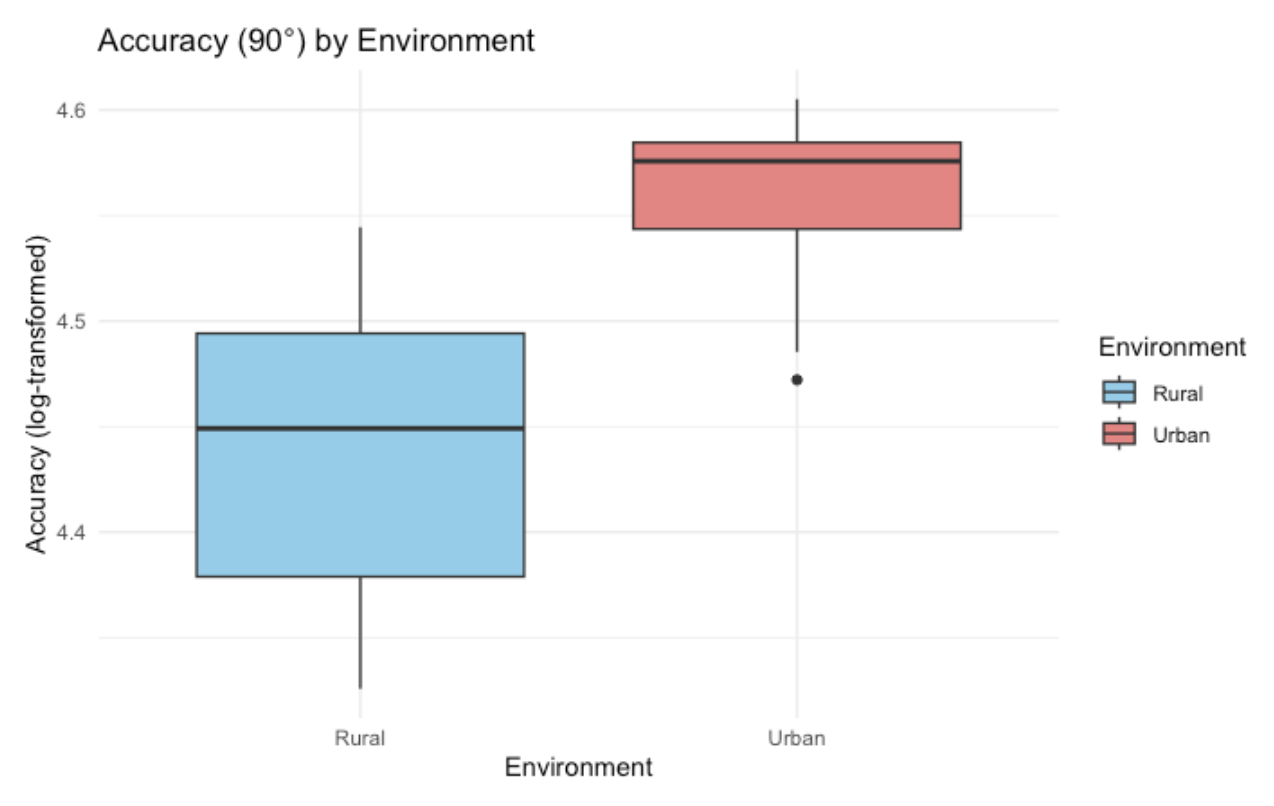 Accuracy (90°) by Environment
Accuracy (log-transformed)
4.6
4.5
4.4
Rural
Urban
Environment
Environment
Rural
Urban